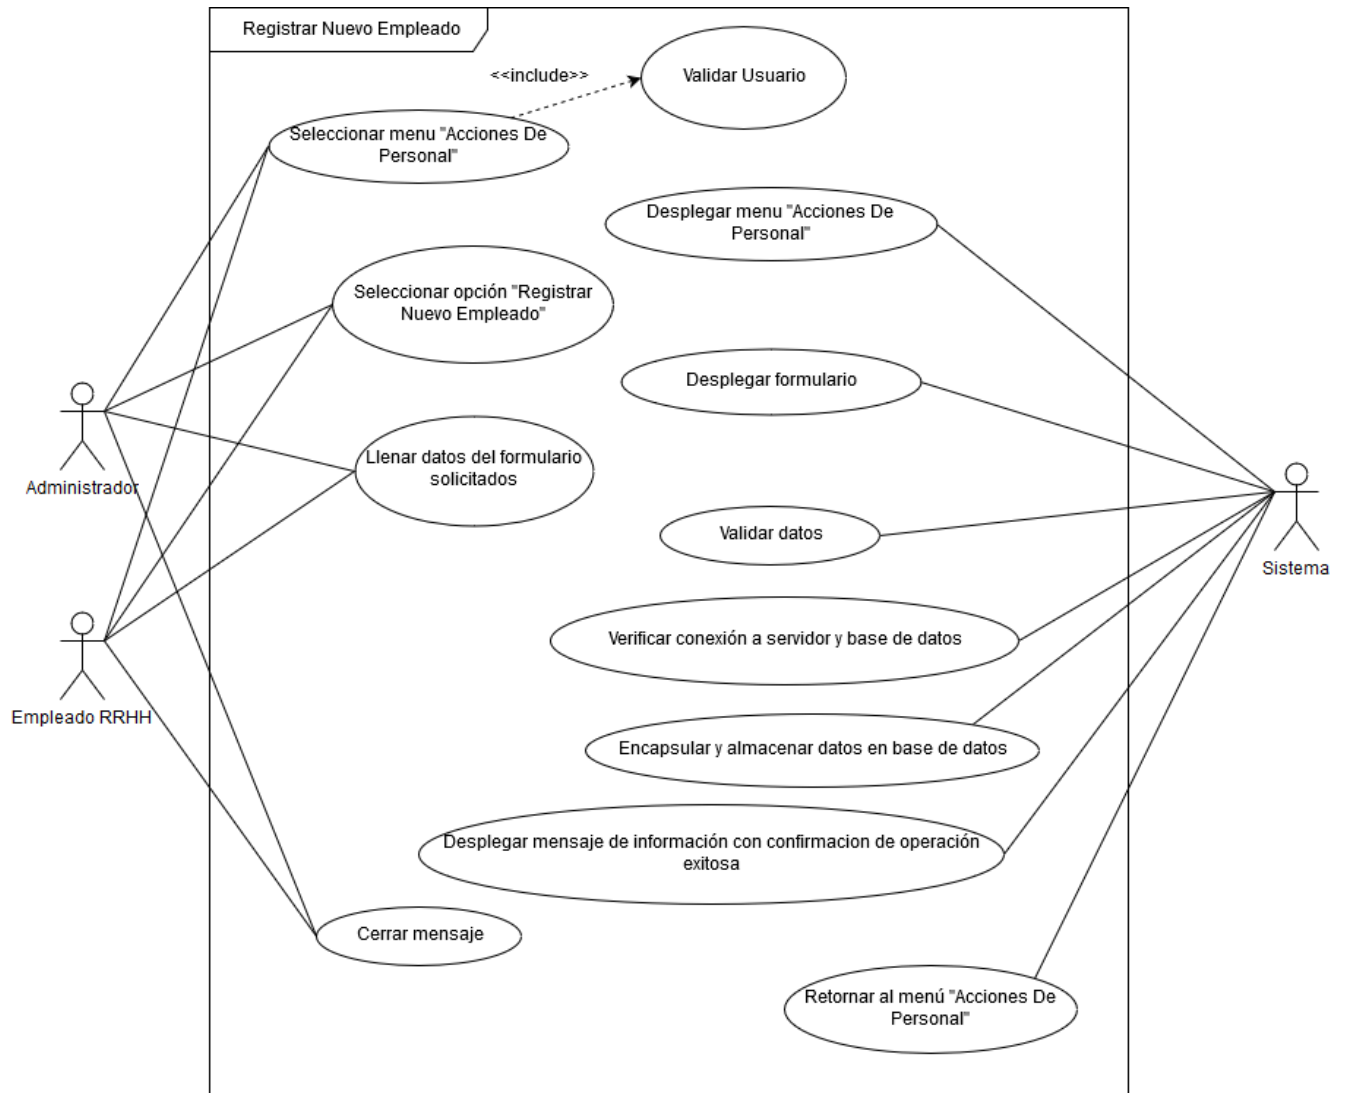 Registrar Nuevo Empleado
<<include>>
Validar Usuario
Seleccionar menu "Acciones De
Personal"
Desplegar menu "Acciones De
Personal"
Seleccionar opción "Registrar
Nuevo Empleado"
Desplegar formulario
Administrador
Llenar datos del formulario
solicitados
Validar datos
Sistema
Verificar conexión a servidor y base de datos
Empleado RRHH
Encapsular y almacenar datos en base de datos
Desplegar mensaje de información con confirmacion de operación
exitosa
Cerrar mensaje
Retornar al menú "Acciones De
Personal"